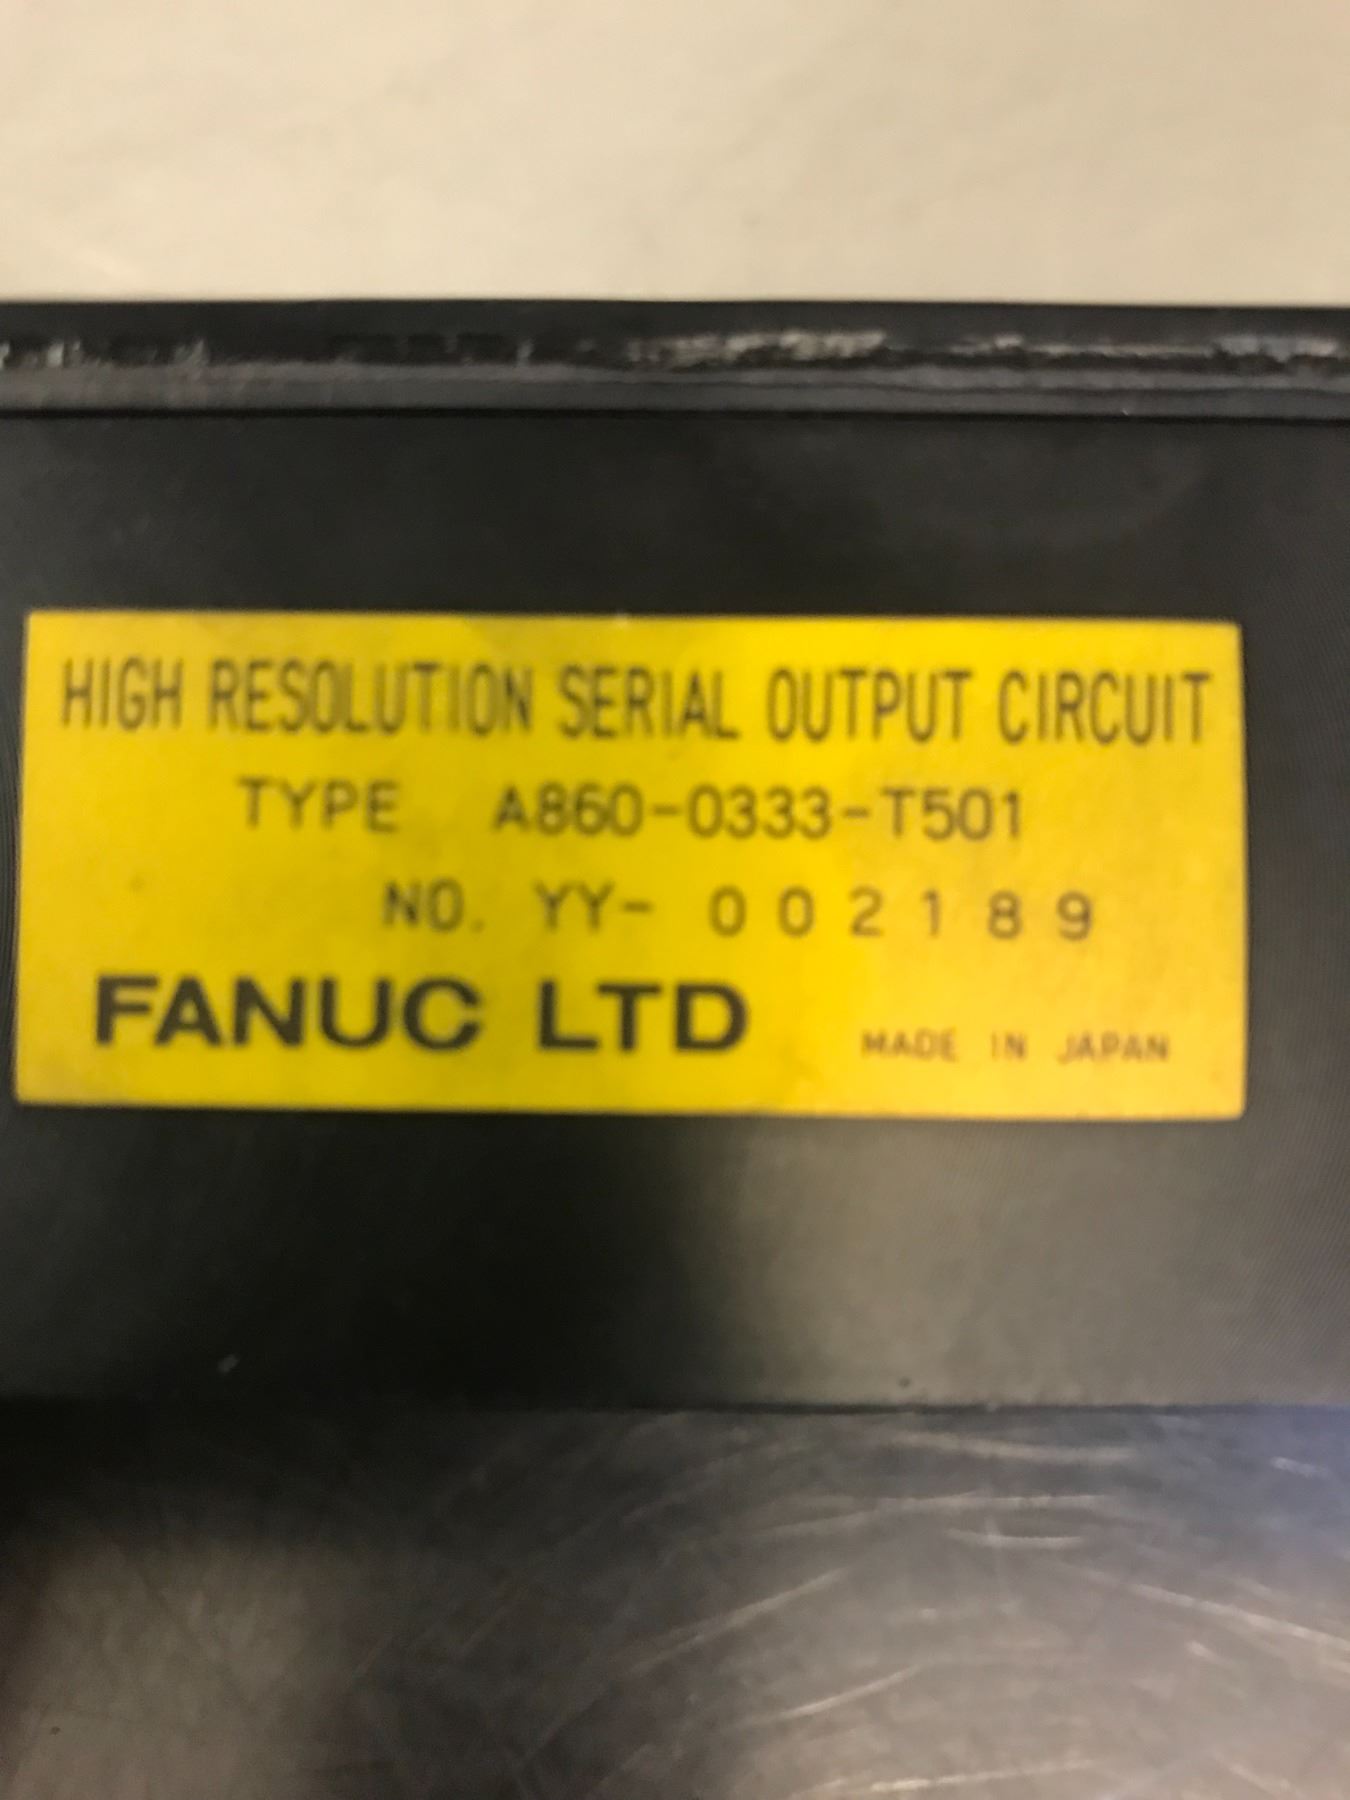 HIGH RESOLUTION SERIAL OUTPUT CIRCUIT
TYPE A860-0333-T501
NO. YY- 002189
FANUC LTD MADE IN JAPAN